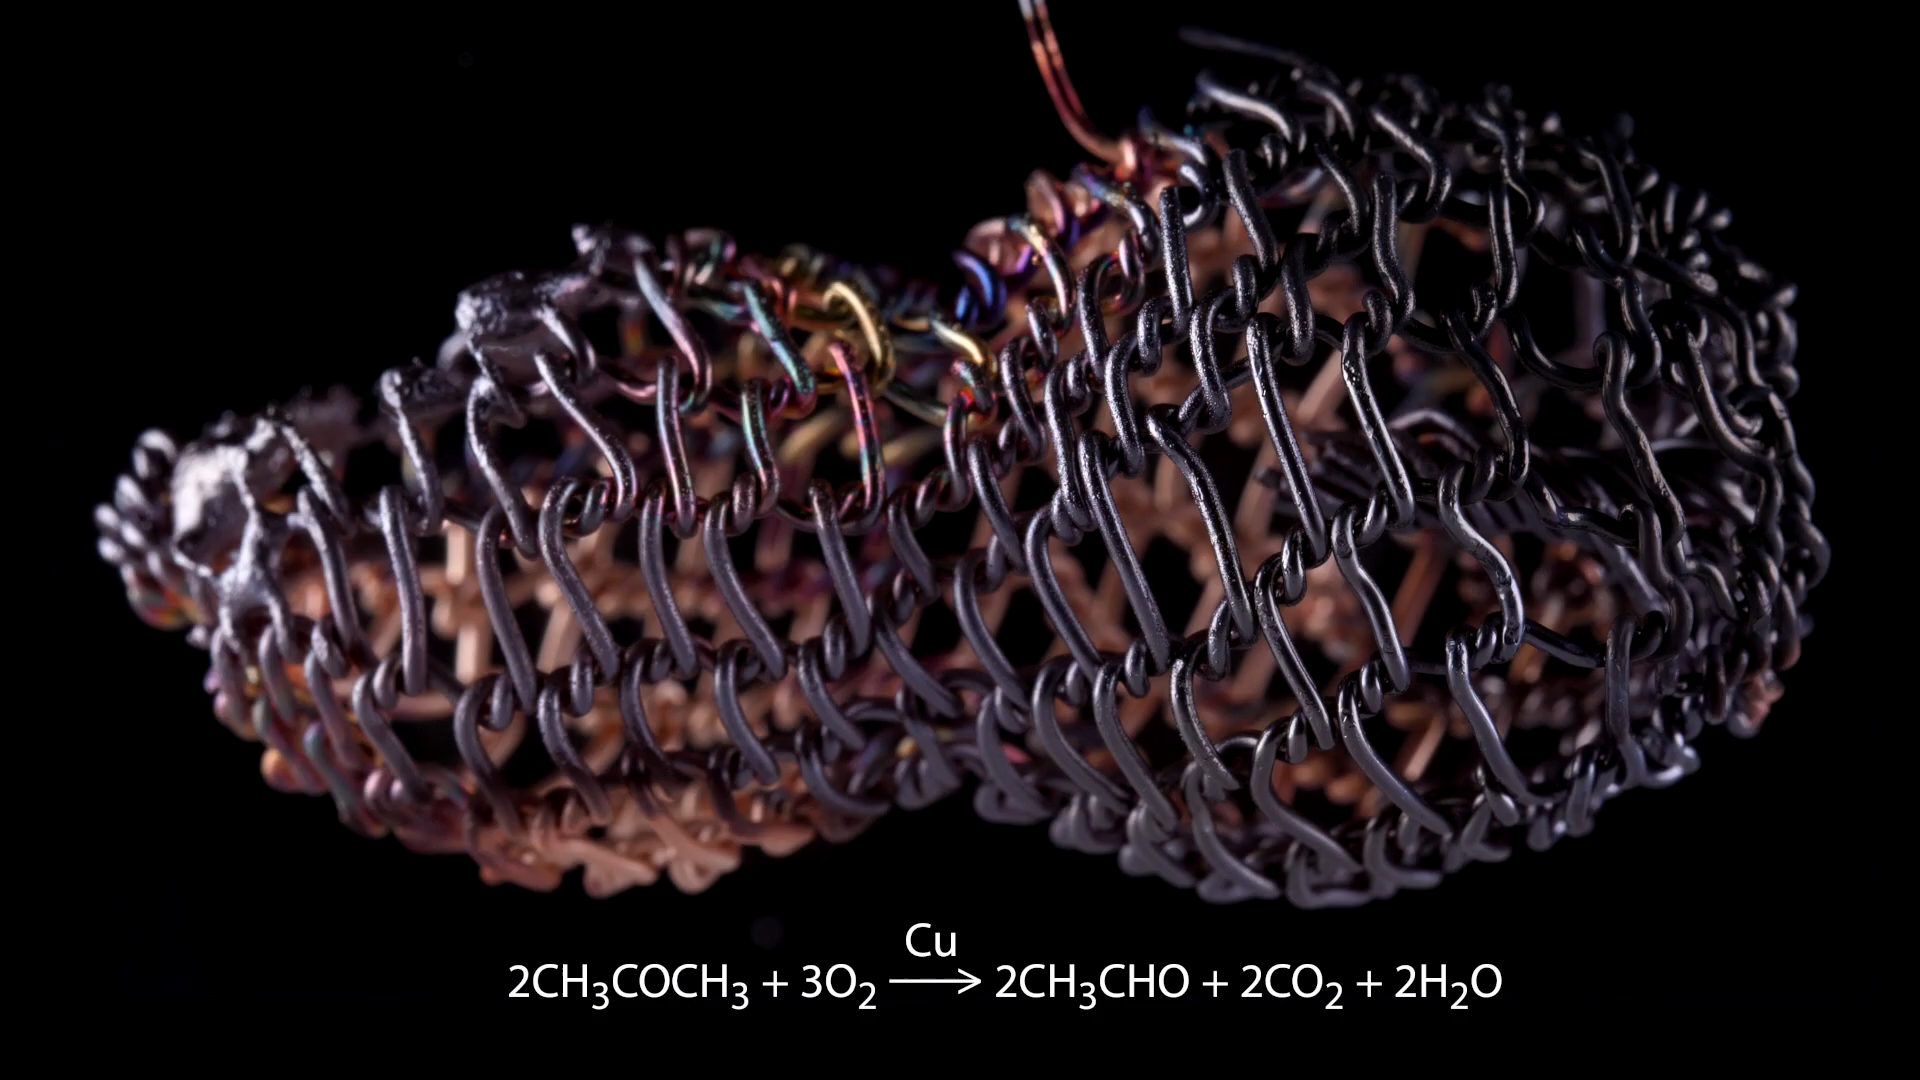 Cu
2CH₃COCH₃ + 3O₂ ⟶ 2CH₃CHO + 2CO₂ + 2H₂O